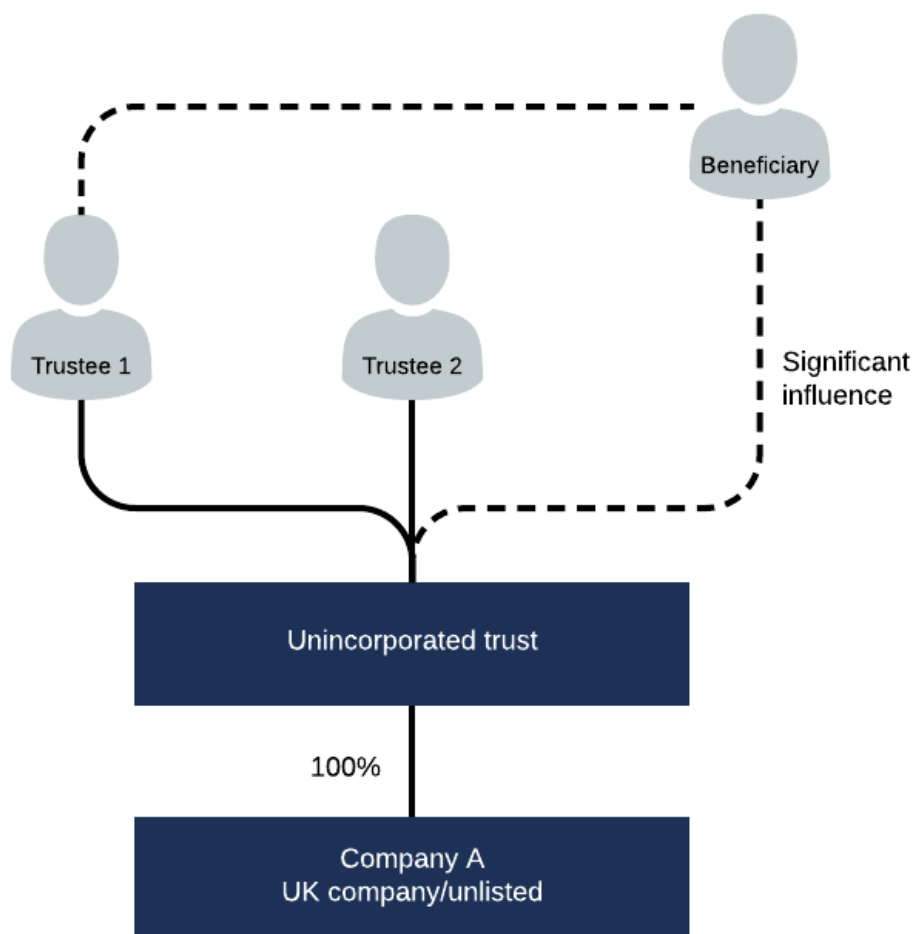 Beneficiary
Trustee 1
Trustee 2
Significant
influence
Unincorporated trust
100%
Company A
UK company/unlisted